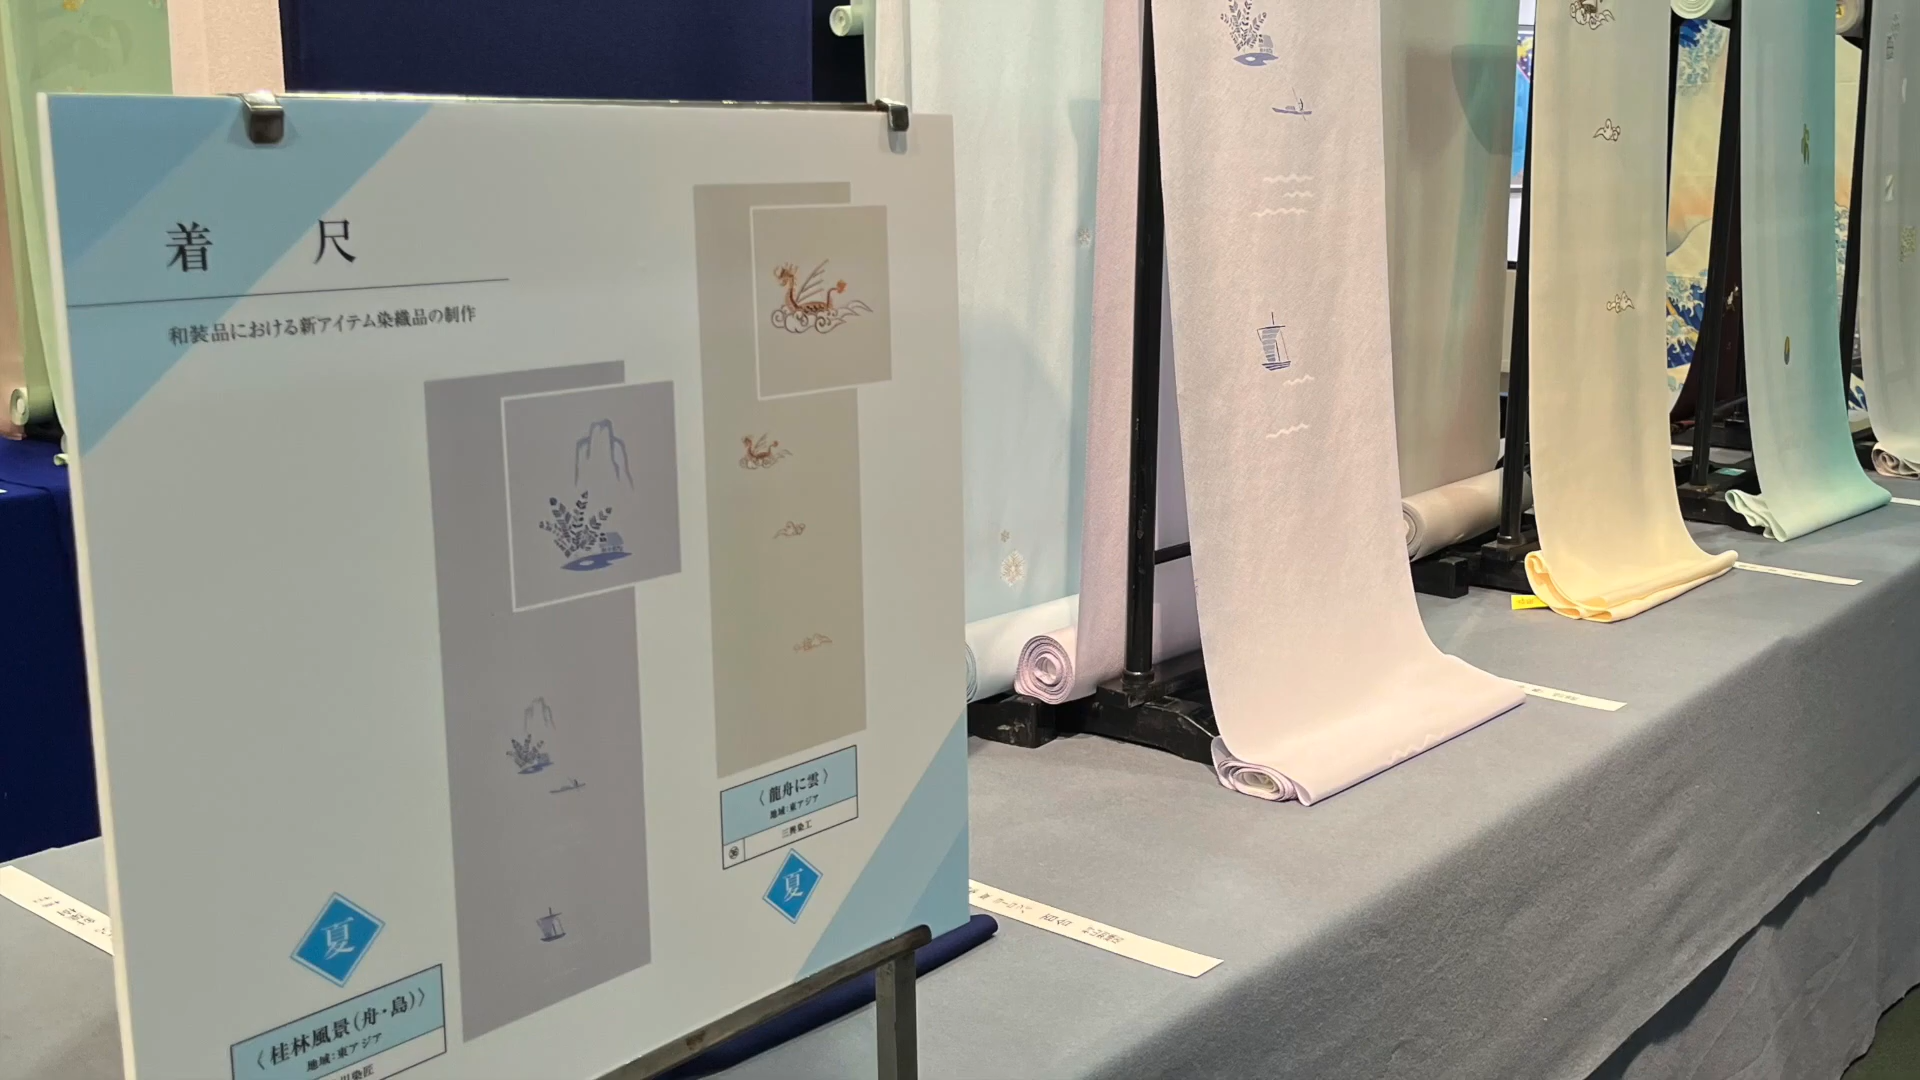 着 尺
和装品における新アイテム染織品の制作
〈龍舟に雲〉
地域：東アジア
三興染工
夏
夏
〈桂林風景（舟・島）〉
地域：東アジア